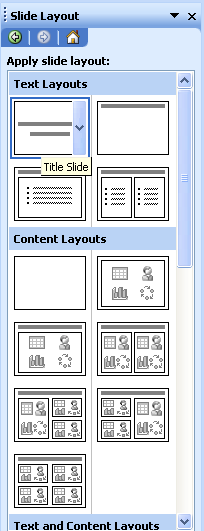 Slide Layout
Apply slide layout:
Text Layouts
Title Slide
Content Layouts
Text and Content Layouts